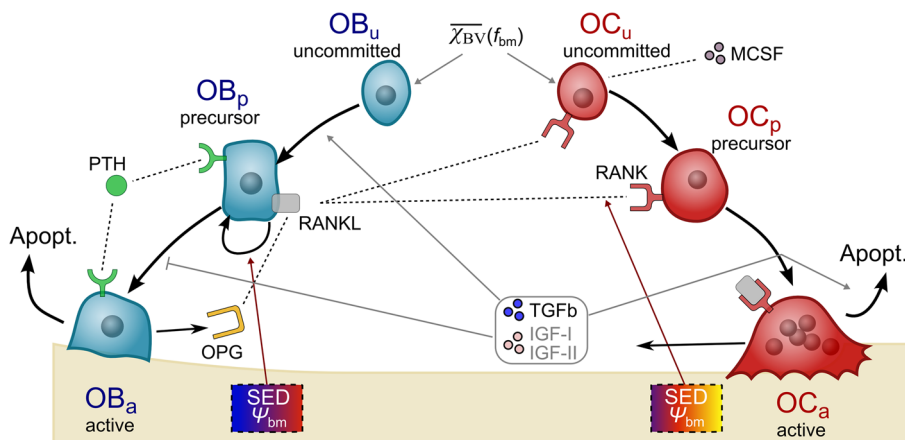 OBu
uncommitted
χBV(fbm)
OCu
uncommitted
MCSF
OBp
precursor
OCp
precursor
PTH
RANK
RANKL
Apopt.
Apopt.
TGFb
IGF-I
IGF-II
OPG
OBa
active
SED
Ψbm
SED
Ψbm
OCa
active